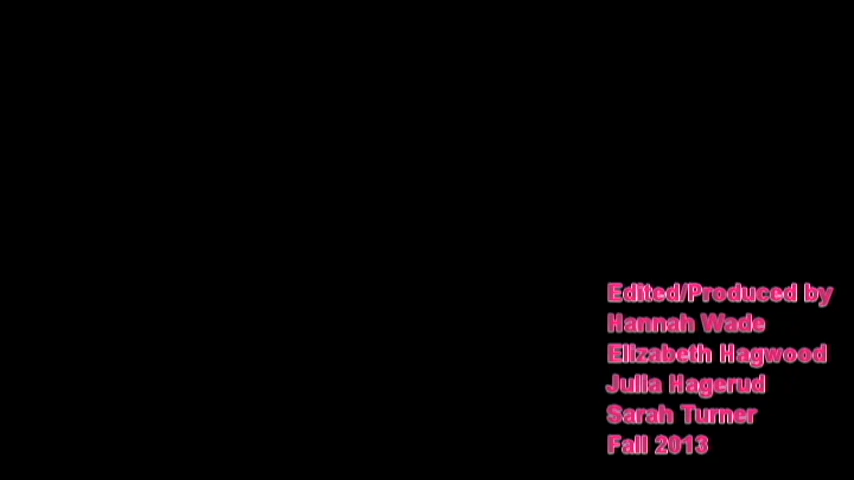 Edited/Produced by
Hannah Wade
Elizabeth Hagwood
Julia Hagerud
Sarah Turner
Fall 2013